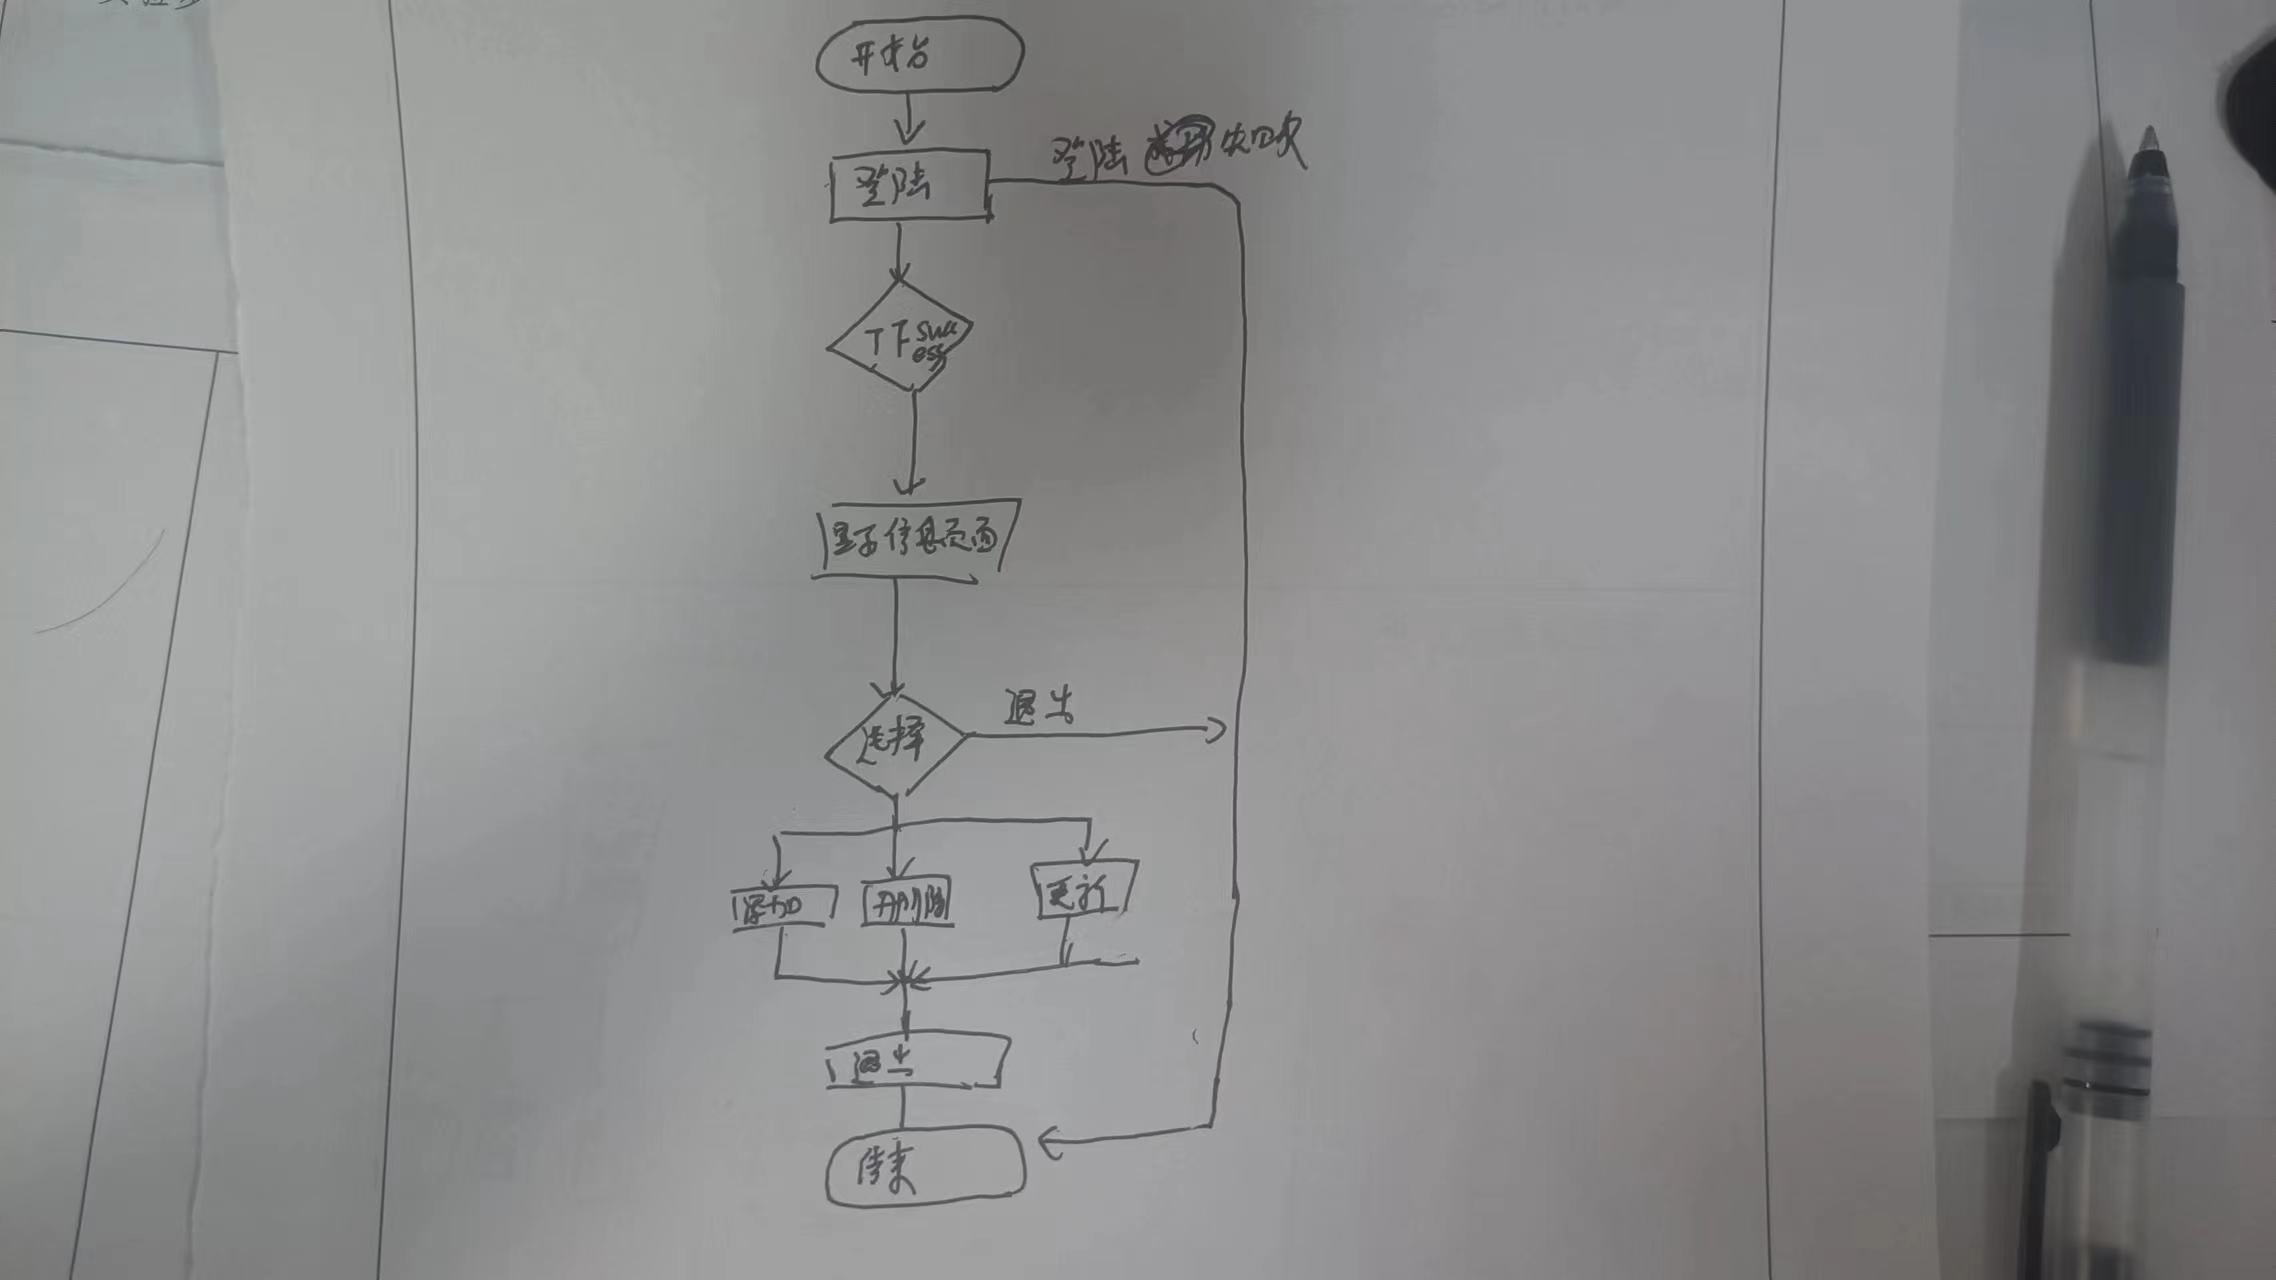 开始
登陆 失败
登陆
TF success
显示信息页面
退出
选择
添加
删除
更新
退出
结束